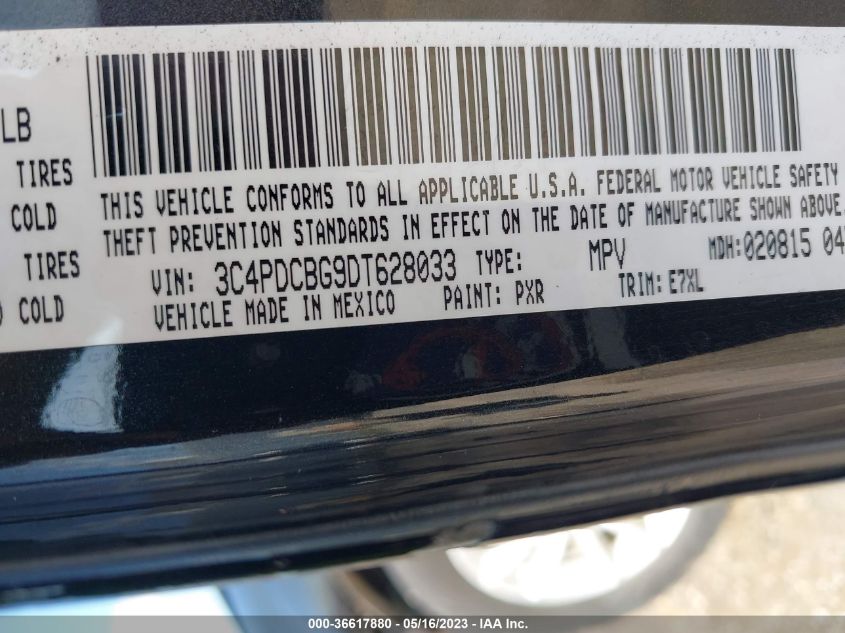 LB
TIRES
COLD
TIRES
COLD
THIS VEHICLE CONFORMS TO ALL APPLICABLE U.S.A. FEDERAL MOTOR VEHICLE SAFETY
THEFT PREVENTION STANDARDS IN EFFECT ON THE DATE OF MANUFACTURE SHOWN ABOVE.
VIN: 3C4PDCBG9DT628033 TYPE: MPV MDH:020815 04
VEHICLE MADE IN MEXICO PAINT: PXR TRIM: E7XL
000-36617880 - 05/16/2023 - IAA Inc.